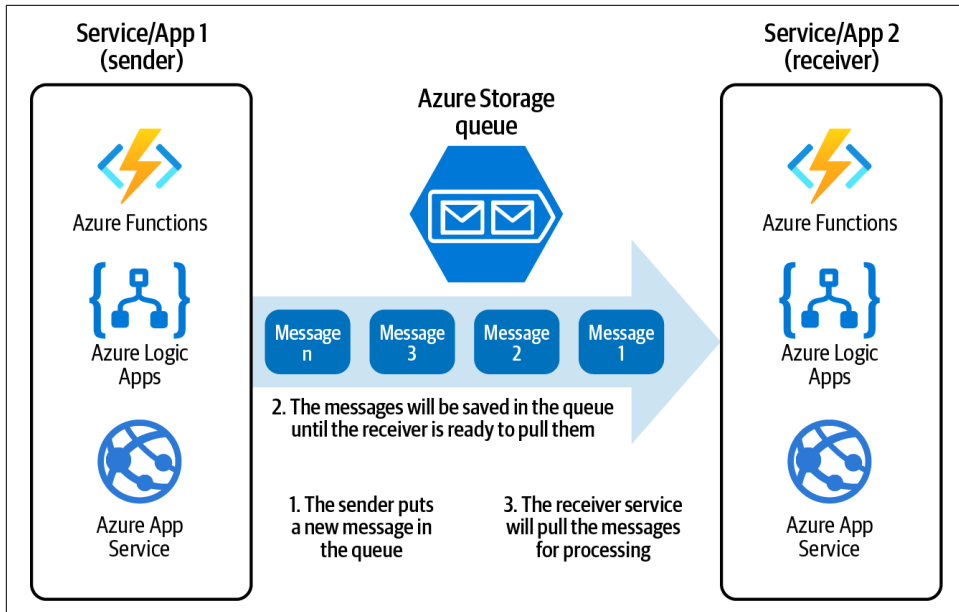 Service/App 1
(sender)
Azure Functions
Azure Logic
Apps
Azure App
Service
Azure Storage
queue
Message
n
Message
3
Message
2
Message
1
2. The messages will be saved in the queue
until the receiver is ready to pull them
1. The sender puts
a new message in
the queue
3. The receiver service
will pull the messages
for processing
Service/App 2
(receiver)
Azure Functions
Azure Logic
Apps
Azure App
Service